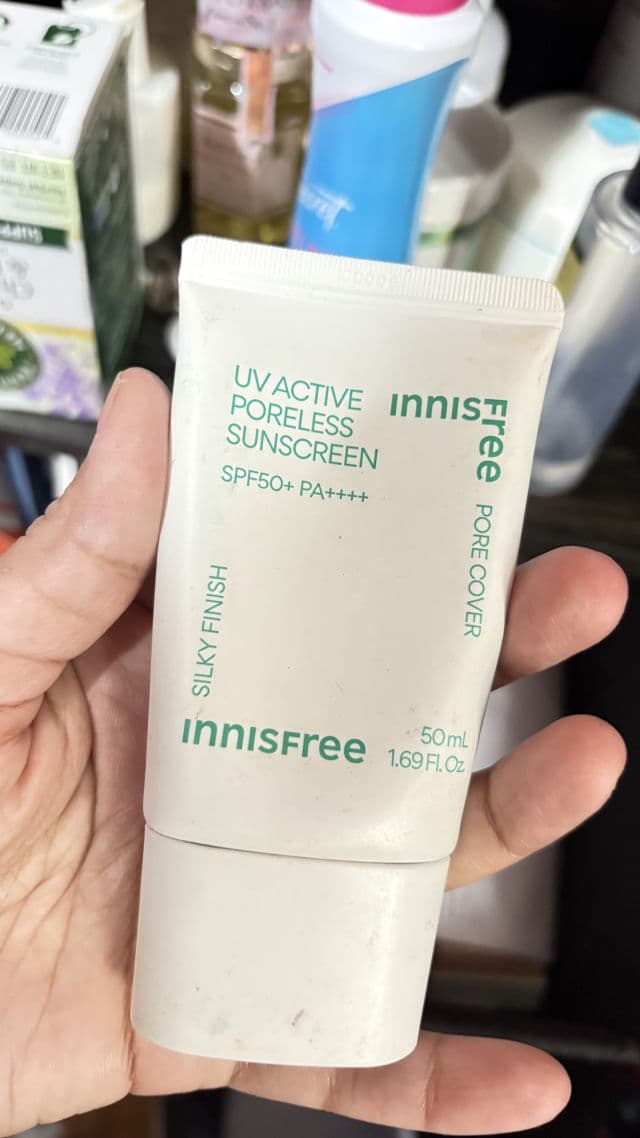 UV ACTIVE
PORELESS
SUNSCREEN
SPF50+ PA++++
INNISFree
PORE COVER
SILKY FINISH
INNISFree
50 mL
1.69 Fl. Oz.